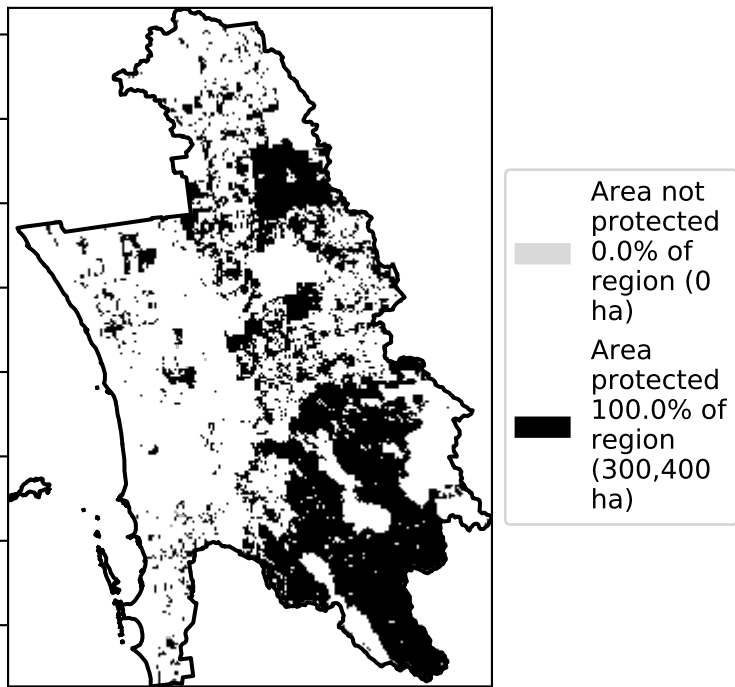 Area not
protected
0.0% of
region (0
ha)
Area
protected
100.0% of
region
(300,400
ha)